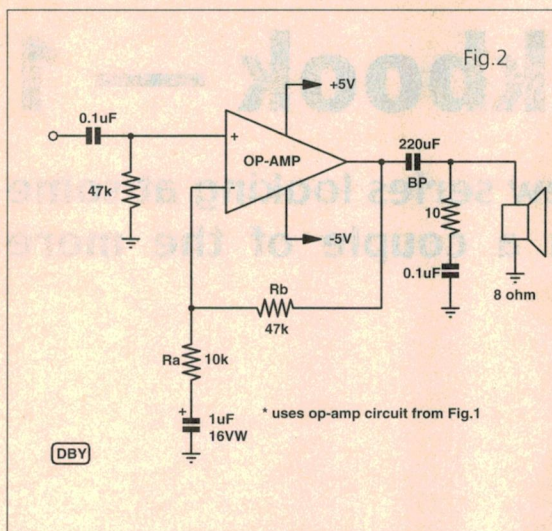 Fig.2
+5V
0.1uF
+
OP-AMP
220uF
BP
47k
–
-5V
10
0.1uF
8 ohm
Rb
47k
Ra
10k
+
1uF
16VW
* uses op-amp circuit from Fig.1
DBY